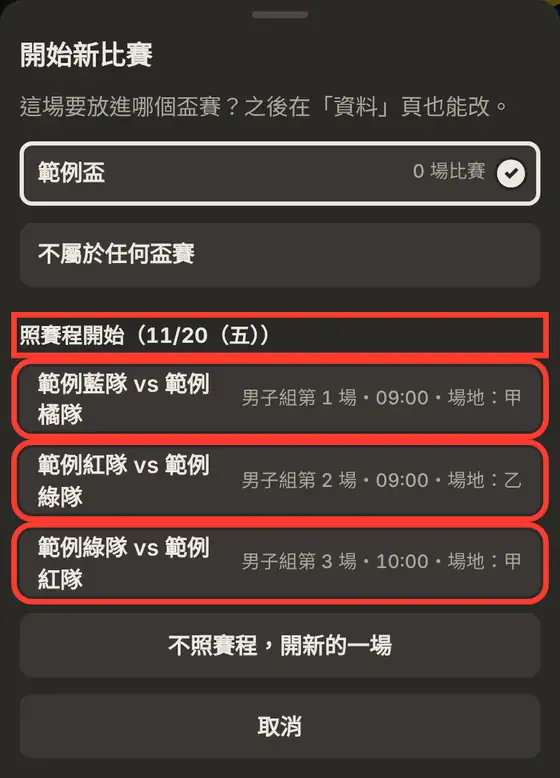 開始新比賽
這場要放進哪個盃賽？之後在「資料」頁也能改。
範例盃
0 場比賽
不屬於任何盃賽
照賽程開始（11/20（五））
範例藍隊 vs 範例
橘隊
男子組第 1 場・09:00・場地：甲
範例紅隊 vs 範例
綠隊
男子組第 2 場・09:00・場地：乙
範例綠隊 vs 範例
紅隊
男子組第 3 場・10:00・場地：甲
不照賽程，開新的一場
取消